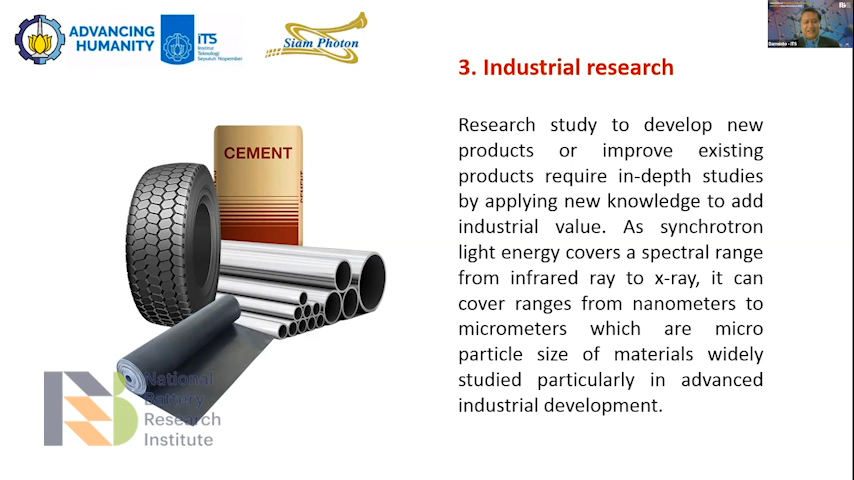 ADVANCING
HUMANITY
iTS
Institut
Teknologi
Sepuluh Nopember
Siam Photon
3. Industrial research
CEMENT
Research study to develop new
products or improve existing
products require in-depth studies
by applying new knowledge to add
industrial value. As synchrotron
light energy covers a spectral range
from infrared ray to x-ray, it can
cover ranges from nanometers to
micrometers which are micro
particle size of materials widely
studied particularly in advanced
industrial development.
National
Battery
Research
Institute